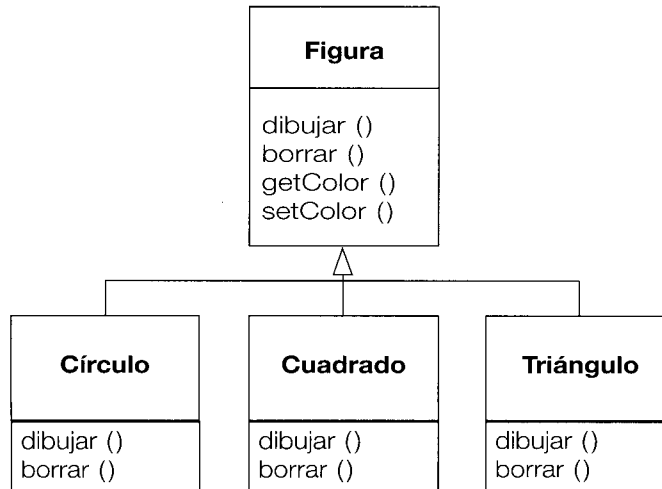 Figura
dibujar ()
borrar ()
getColor ()
setColor ()
Círculo
dibujar ()
borrar ()
Cuadrado
dibujar ()
borrar ()
Triángulo
dibujar ()
borrar ()